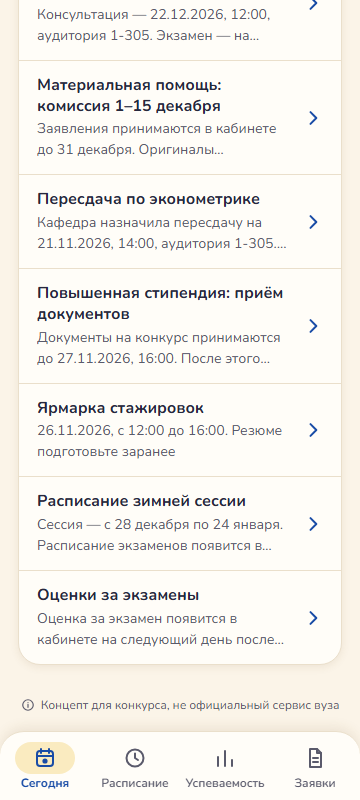 Консультация — 22.12.2026, 12:00,
аудитория 1-305. Экзамен — на…
Материальная помощь:
комиссия 1–15 декабря
Заявления принимаются в кабинете
до 31 декабря. Оригиналы…
Пересдача по эконометрике
Кафедра назначила пересдачу на
21.11.2026, 14:00, аудитория 1-305.…
Повышенная стипендия: приём
документов
Документы на конкурс принимаются
до 27.11.2026, 16:00. После этого…
Ярмарка стажировок
26.11.2026, с 12:00 до 16:00. Резюме
подготовьте заранее
Расписание зимней сессии
Сессия — с 28 декабря по 24 января.
Расписание экзаменов появится в…
Оценки за экзамены
Оценка за экзамен появится в
кабинете на следующий день после…
Концепт для конкурса, не официальный сервис вуза
Сегодня
Расписание
Успеваемость
Заявки